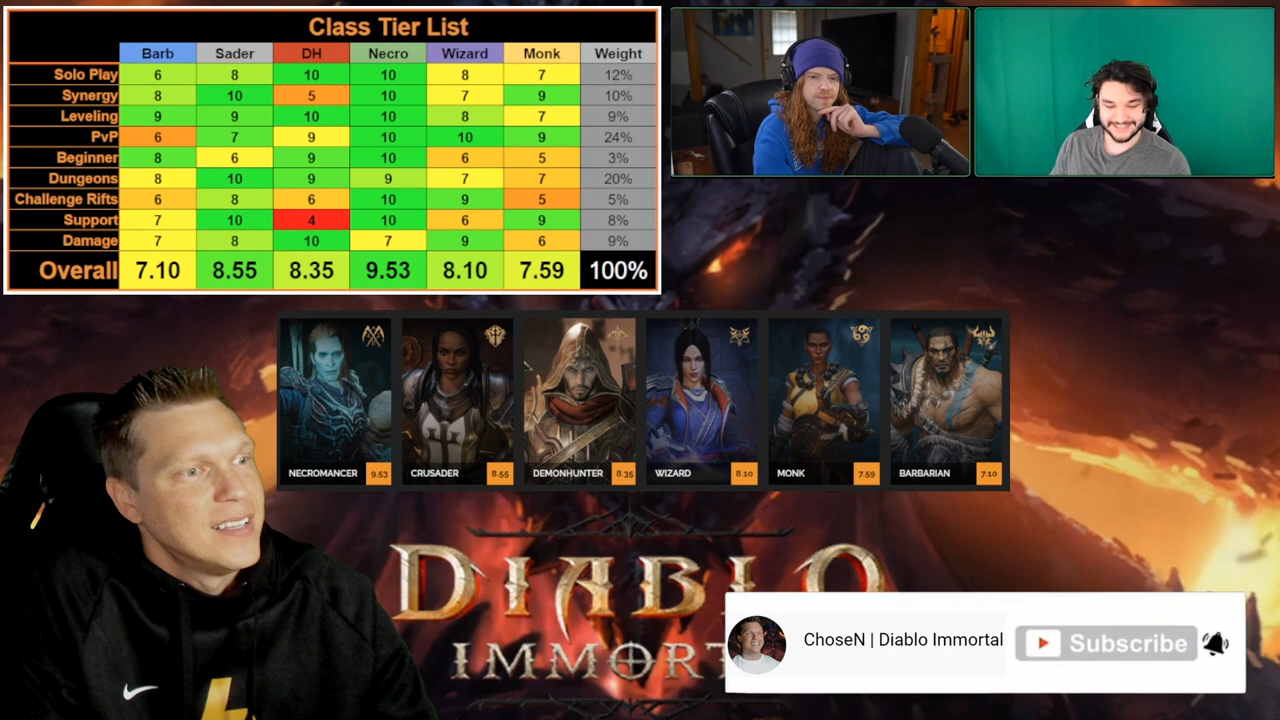 Class Tier List
Barb Sader DH Necro Wizard Monk Weight
Solo Play 6 8 10 10 8 7 12%
Synergy 8 10 5 10 7 9 10%
Leveling 9 9 10 10 8 7 9%
PvP 6 7 9 10 10 9 24%
Beginner 8 6 9 10 6 5 3%
Dungeons 8 10 9 9 7 7 20%
Challenge Rifts 6 8 6 10 9 5 5%
Support 7 10 4 10 6 9 8%
Damage 7 8 10 7 9 6 9%
Overall 7.10 8.55 8.35 9.53 8.10 7.59 100%
NECROMANCER 9.53 CRUSADER 8.55 DEMONHUNTER 8.35 WIZARD 8.10 MONK 7.59 BARBARIAN 7.10
DIABLO
IMMORT
ChoseN | Diablo Immortal Subscribe